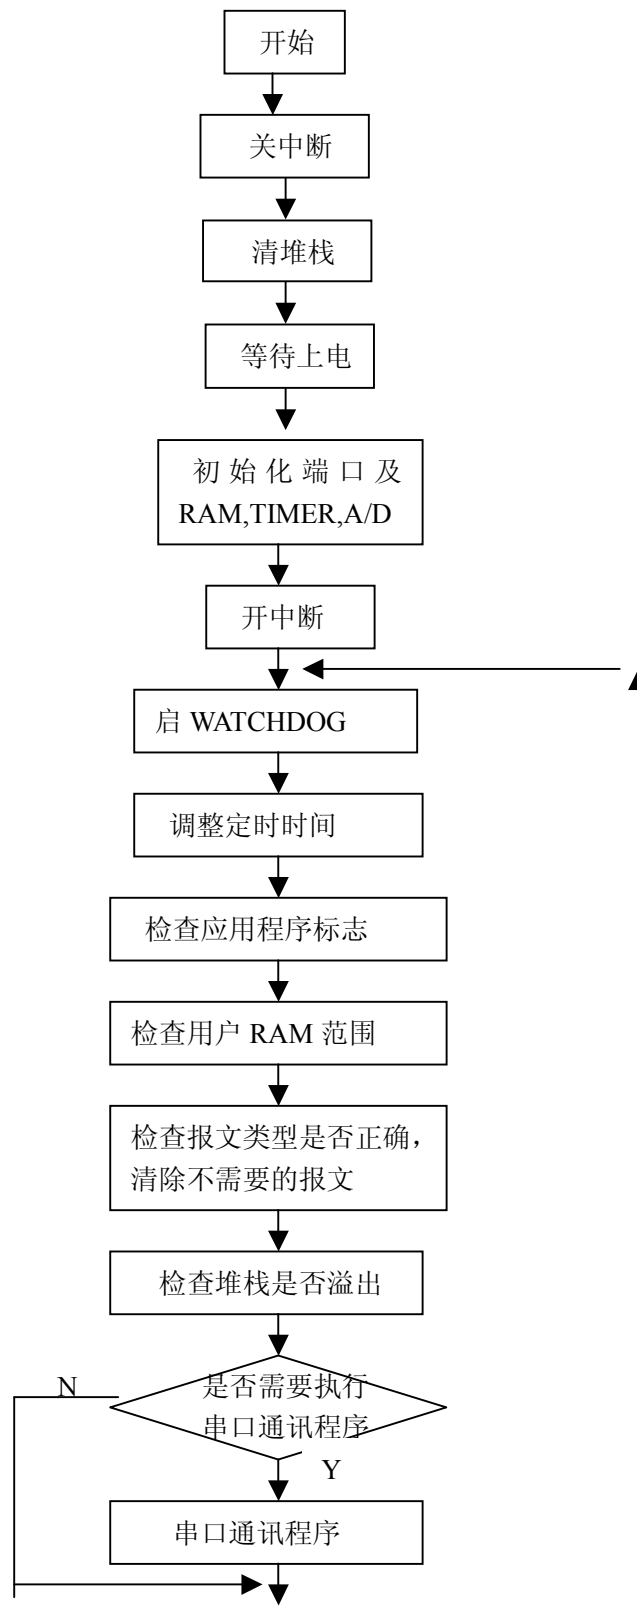 开始
关中断
清堆栈
等待上电
初始化端口及
RAM,TIMER,A/D
开中断
启 WATCHDOG
调整定时时间
检查应用程序标志
检查用户 RAM 范围
检查报文类型是否正确，
清除不需要的报文
检查堆栈是否溢出
N
是否需要执行
串口通讯程序
Y
串口通讯程序